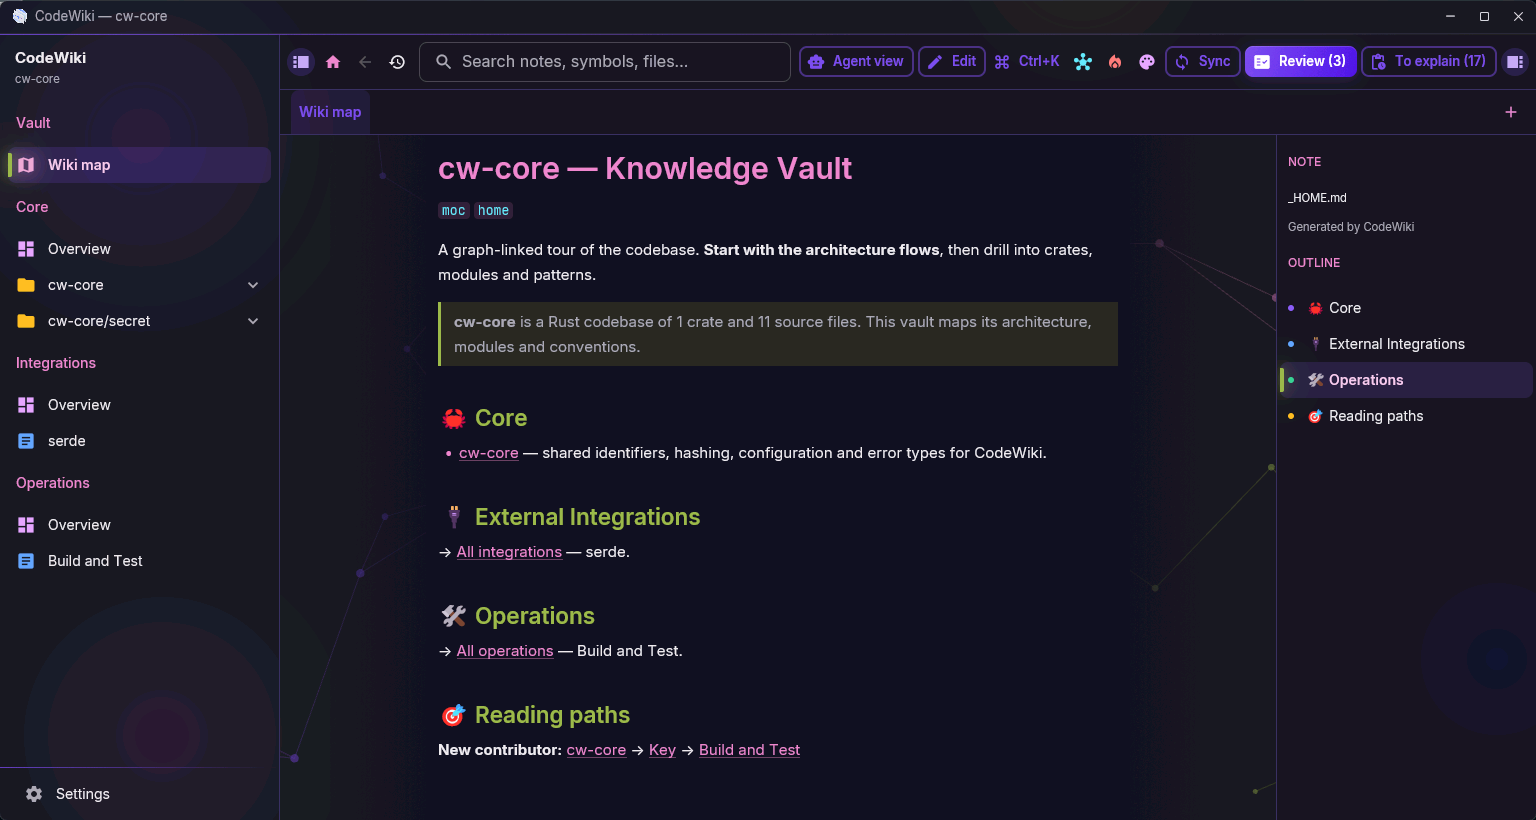 CodeWiki — cw-core
CodeWiki
cw-core
Vault
Wiki map
Core
Overview
cw-core
cw-core/secret
Integrations
Overview
serde
Operations
Overview
Build and Test
Settings
Search notes, symbols, files...
Agent view
Edit
Ctrl+K
Sync
Review (3)
To explain (17)
Wiki map
cw-core — Knowledge Vault
moc home
A graph-linked tour of the codebase. Start with the architecture flows, then drill into crates,
modules and patterns.
cw-core is a Rust codebase of 1 crate and 11 source files. This vault maps its architecture,
modules and conventions.
Core
• cw-core — shared identifiers, hashing, configuration and error types for CodeWiki.
External Integrations
→ All integrations — serde.
Operations
→ All operations — Build and Test.
Reading paths
New contributor: cw-core → Key → Build and Test
NOTE
_HOME.md
Generated by CodeWiki
OUTLINE
Core
External Integrations
Operations
Reading paths